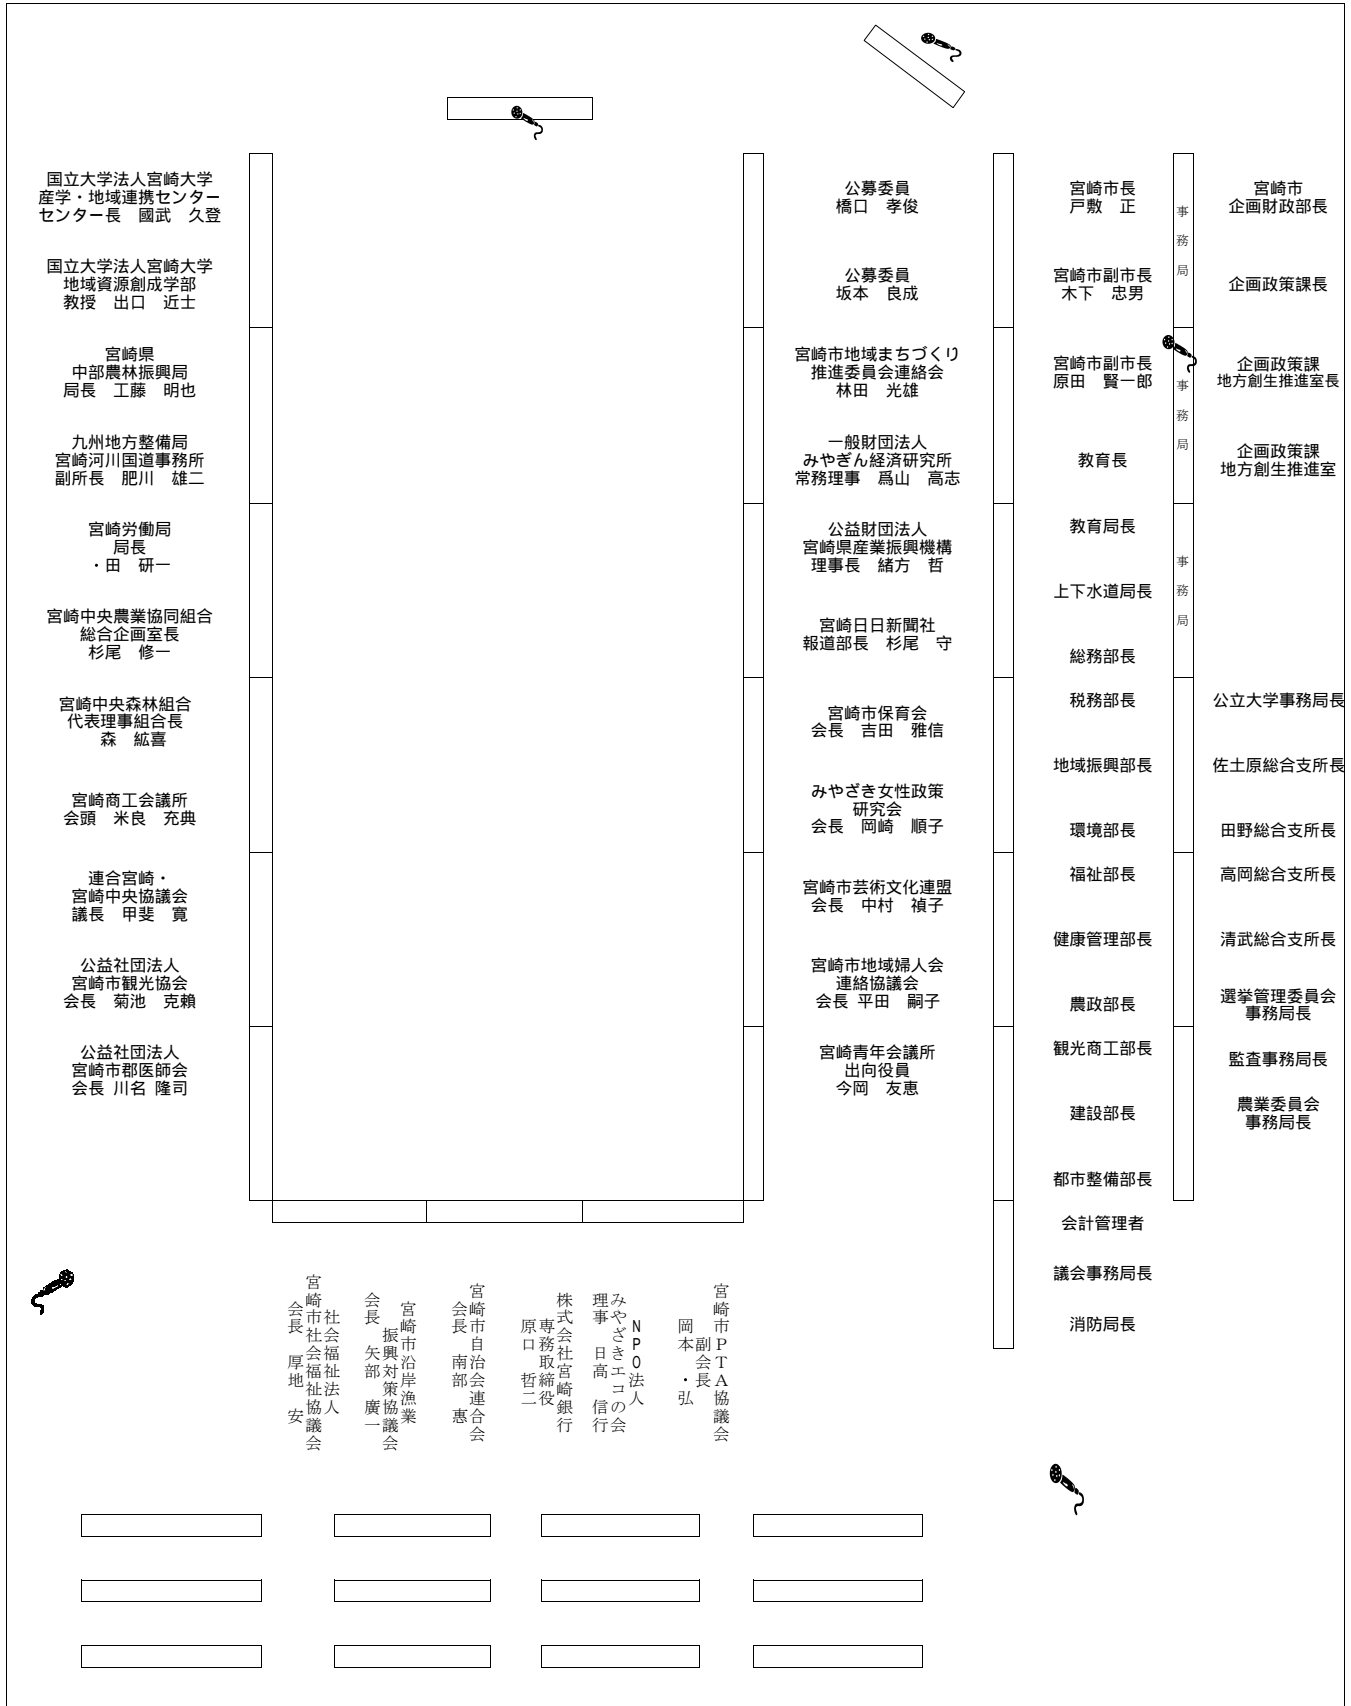 国立大学法人宮崎大学
産学・地域連携センター
センター長　國武　久登
国立大学法人宮崎大学
地域資源創成学部
教授　出口　近士
宮崎県
中部農林振興局
局長　工藤　明也
九州地方整備局
宮崎河川国道事務所
副所長　肥川　雄二
宮崎労働局
局長
・田　研一
宮崎中央農業協同組合
総合企画室長
杉尾　修一
宮崎中央森林組合
代表理事組合長
森　紘喜
宮崎商工会議所
会頭　米良　充典
連合宮崎・
宮崎中央協議会
議長　甲斐　寛
公益社団法人
宮崎市観光協会
会長　菊池　克頼
公益社団法人
宮崎市郡医師会
会長 川名 隆司
公募委員
橋口　孝俊
公募委員
坂本　良成
宮崎市地域まちづくり
推進委員会連絡会
林田　光雄
一般財団法人
みやぎん経済研究所
常務理事　爲山　高志
公益財団法人
宮崎県産業振興機構
理事長　緒方　哲
宮崎日日新聞社
報道部長　杉尾　守
宮崎市保育会
会長　吉田　雅信
みやざき女性政策
研究会
会長　岡崎　順子
宮崎市芸術文化連盟
会長　中村　禎子
宮崎市地域婦人会
連絡協議会
会長 平田　嗣子
宮崎青年会議所
出向役員
今岡　友恵
宮崎市長
戸敷　正
宮崎市副市長
木下　忠男
宮崎市副市長
原田　賢一郎
教育長
教育局長
上下水道局長
総務部長
税務部長
地域振興部長
環境部長
福祉部長
健康管理部長
農政部長
観光商工部長
建設部長
都市整備部長
会計管理者
議会事務局長
消防局長
事務局
事務局
事務局
宮崎市
企画財政部長
企画政策課長
企画政策課
地方創生推進室長
企画政策課
地方創生推進室
公立大学事務局長
佐土原総合支所長
田野総合支所長
高岡総合支所長
清武総合支所長
選挙管理委員会
事務局長
監査事務局長
農業委員会
事務局長
社会福祉法人
宮崎市社会福祉協議会
会長　厚地　安
宮崎市沿岸漁業
振興対策協議会
会長　矢部　廣一
宮崎市自治会連合会
会長　南部　惠
株式会社宮崎銀行
専務取締役
原口　哲二
ＮＰＯ法人
みやざきエコの会
理事　日高　信行
宮崎市ＰＴＡ協議会
副会長
岡本　・弘